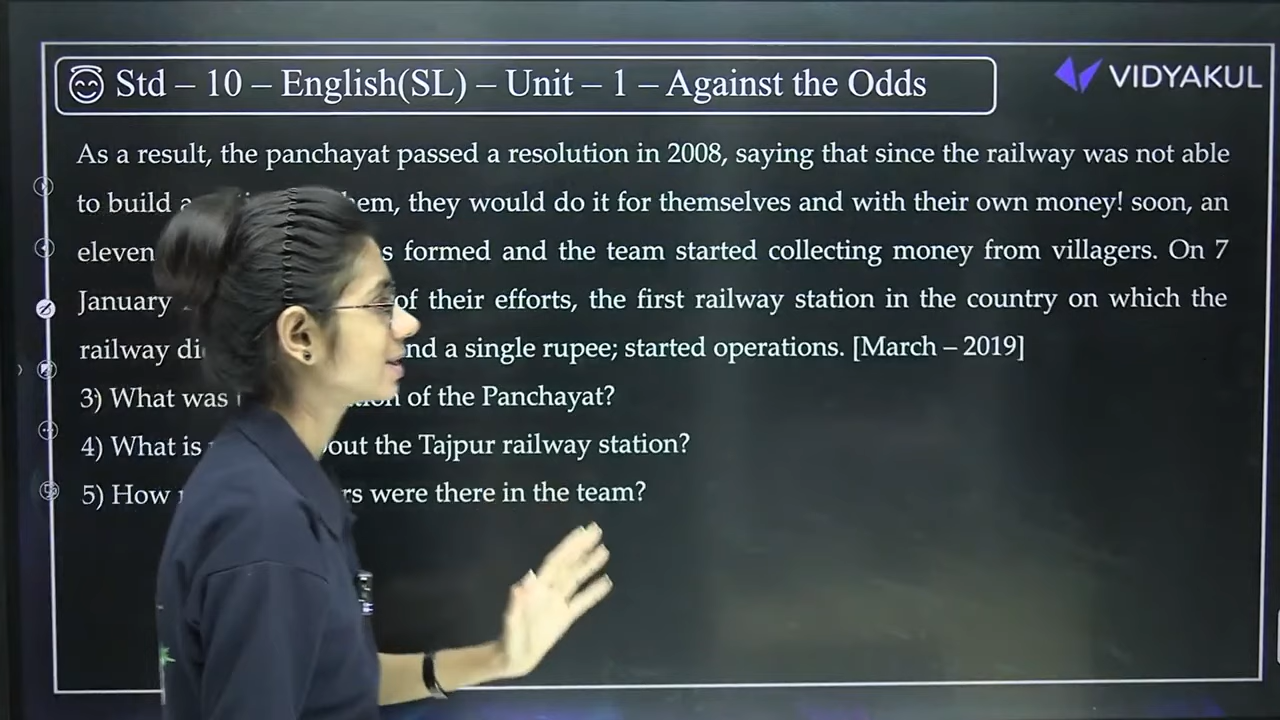 Std – 10 – English(SL) – Unit – 1 – Against the Odds
VIDYAKUL
As a result, the panchayat passed a resolution in 2008, saying that since the railway was not able
to build they would do it for themselves and with their own money! soon, an
eleven formed and the team started collecting money from villagers. On 7
January of their efforts, the first railway station in the country on which the
railway a single rupee; started operations. [March – 2019]
3) What was of the Panchayat?
4) What is the Tajpur railway station?
5) How were there in the team?